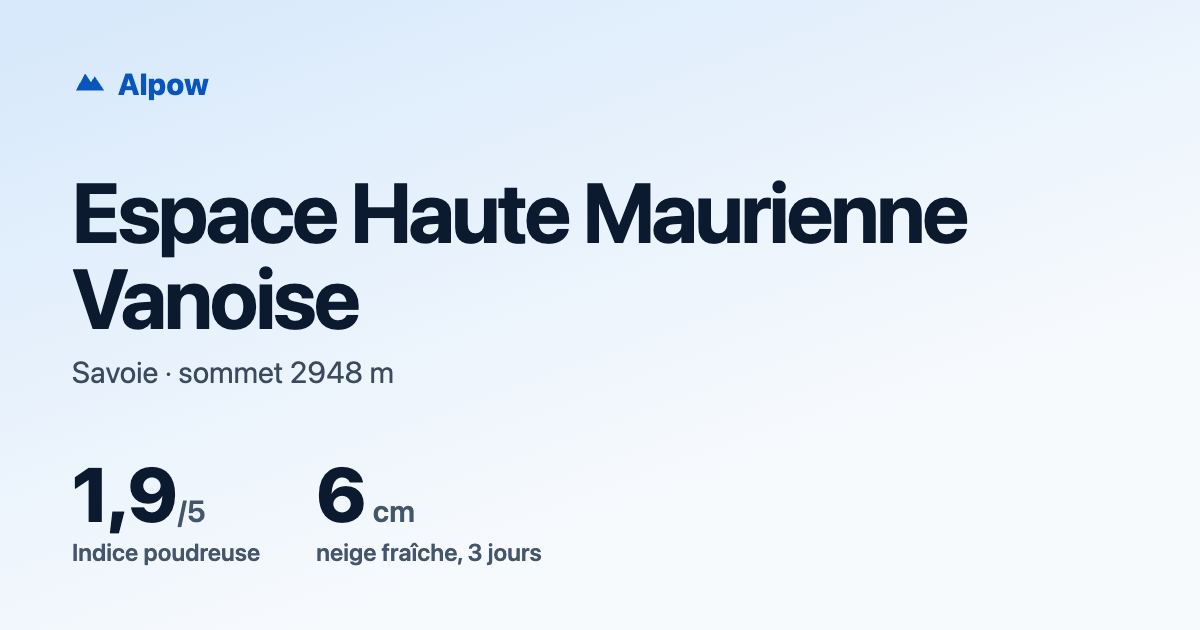 Alpow
Espace Haute Maurienne
Vanoise
Savoie · sommet 2948 m
1,9/5
6 cm
Indice poudreuse
neige fraîche, 3 jours